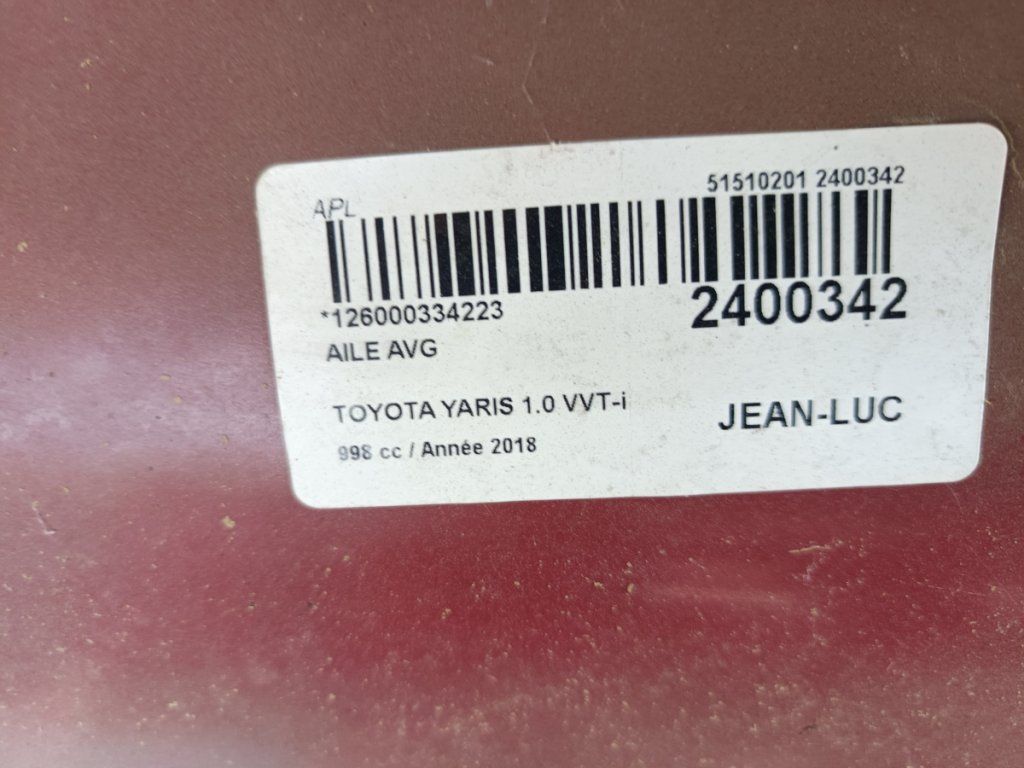 51510201 2400342
APL
*126000334223
2400342
AILE AVG
TOYOTA YARIS 1.0 VVT-i
JEAN-LUC
998 cc / Année 2018